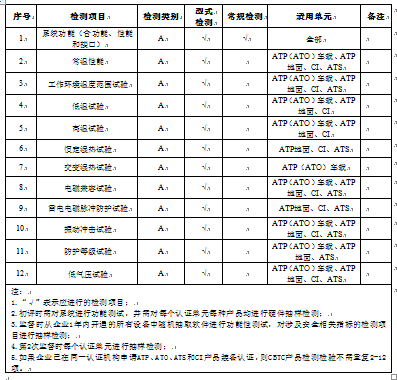 序号 检测项目 检测类别 型式检测 常规检测 适用单元 备注
1. 系统功能(含功能、性能和接口) A √ √ 全部
2. 常温性能 A √ ATP(ATO)车载、ATP地面、CI、ATS
3. 工作环境温度范围试验 A √ ATP(ATO)车载、ATP地面、CI、ATS
4. 低温试验 A √ ATP(ATO)车载、ATP地面、CI
5. 高温试验 A √ ATP(ATO)车载、ATP地面、CI
6. 恒定湿热试验 A √ ATP地面、CI、ATS
7. 交变湿热试验 A √ ATP(ATO)车载
8. 电磁兼容试验 A √ ATP(ATO)车载、ATP地面、CI、ATS
9. 雷电电磁脉冲防护试验 A √ ATP地面、CI、ATS
10. 振动冲击试验 A √ ATP(ATO)车载、ATP地面、CI、ATS
11. 防护等级试验 A √ ATP(ATO)车载、ATP地面、ATS
12. 低气压试验 A √ ATP(ATO)车载、ATP地面、CI、ATS
注:
1.“√”表示应进行的检测项目;
2.初评时需对系统进行功能测试,并需对每个认证单元每种产品均进行硬件抽样检测;
3.监督时从企业1年内开通的所有设备中随机抽取软件进行功能性测试,对涉及安全相关指标的检测项
目进行抽样检测;
4.第2次监督时每个认证单元进行抽样检测;
5.如果企业已在同一认证机构申请ATP、ATO、ATS和CI产品装备认证,则CBTC产品检测检验不需重复2-12
项。